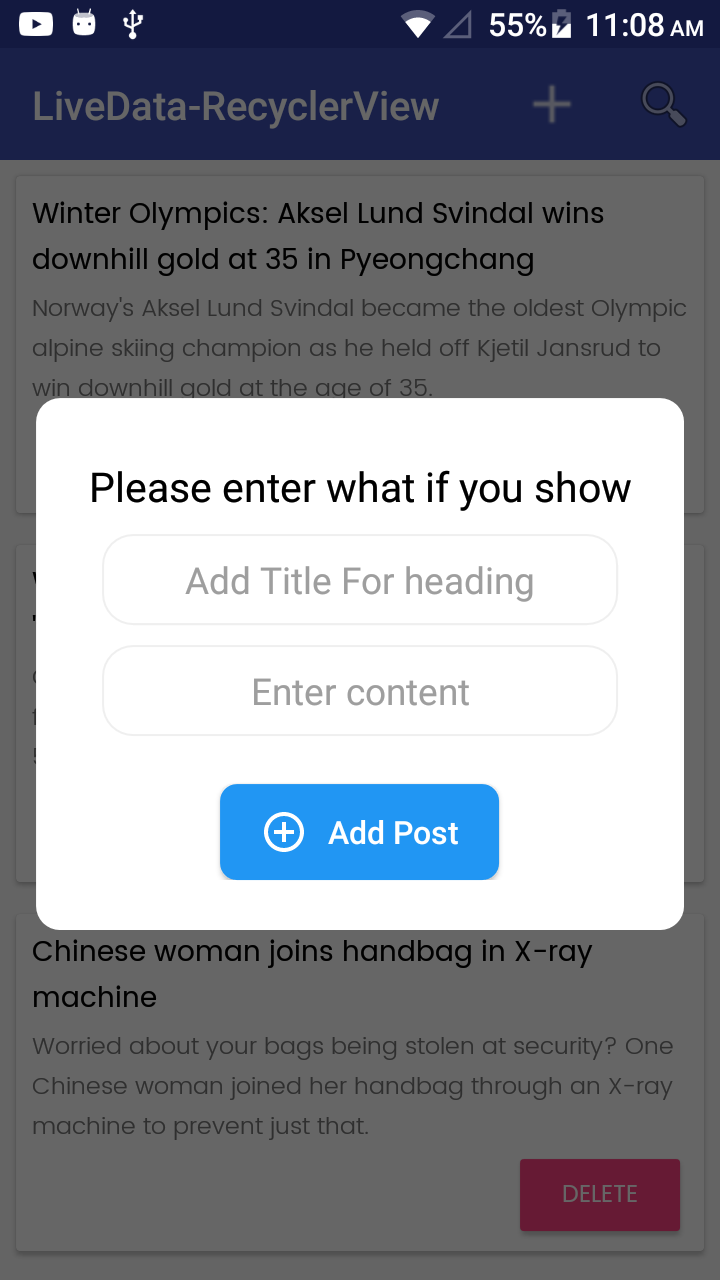 55% 11:08 AM
LiveData-RecyclerView
Winter Olympics: Aksel Lund Svindal wins
downhill gold at 35 in Pyeongchang
Norway's Aksel Lund Svindal became the oldest Olympic
alpine skiing champion as he held off Kjetil Jansrud to
win downhill gold at the age of 35.
Please enter what if you show
Add Title For heading
Enter content
Add Post
Chinese woman joins handbag in X-ray
machine
Worried about your bags being stolen at security? One
Chinese woman joined her handbag through an X-ray
machine to prevent just that.
DELETE